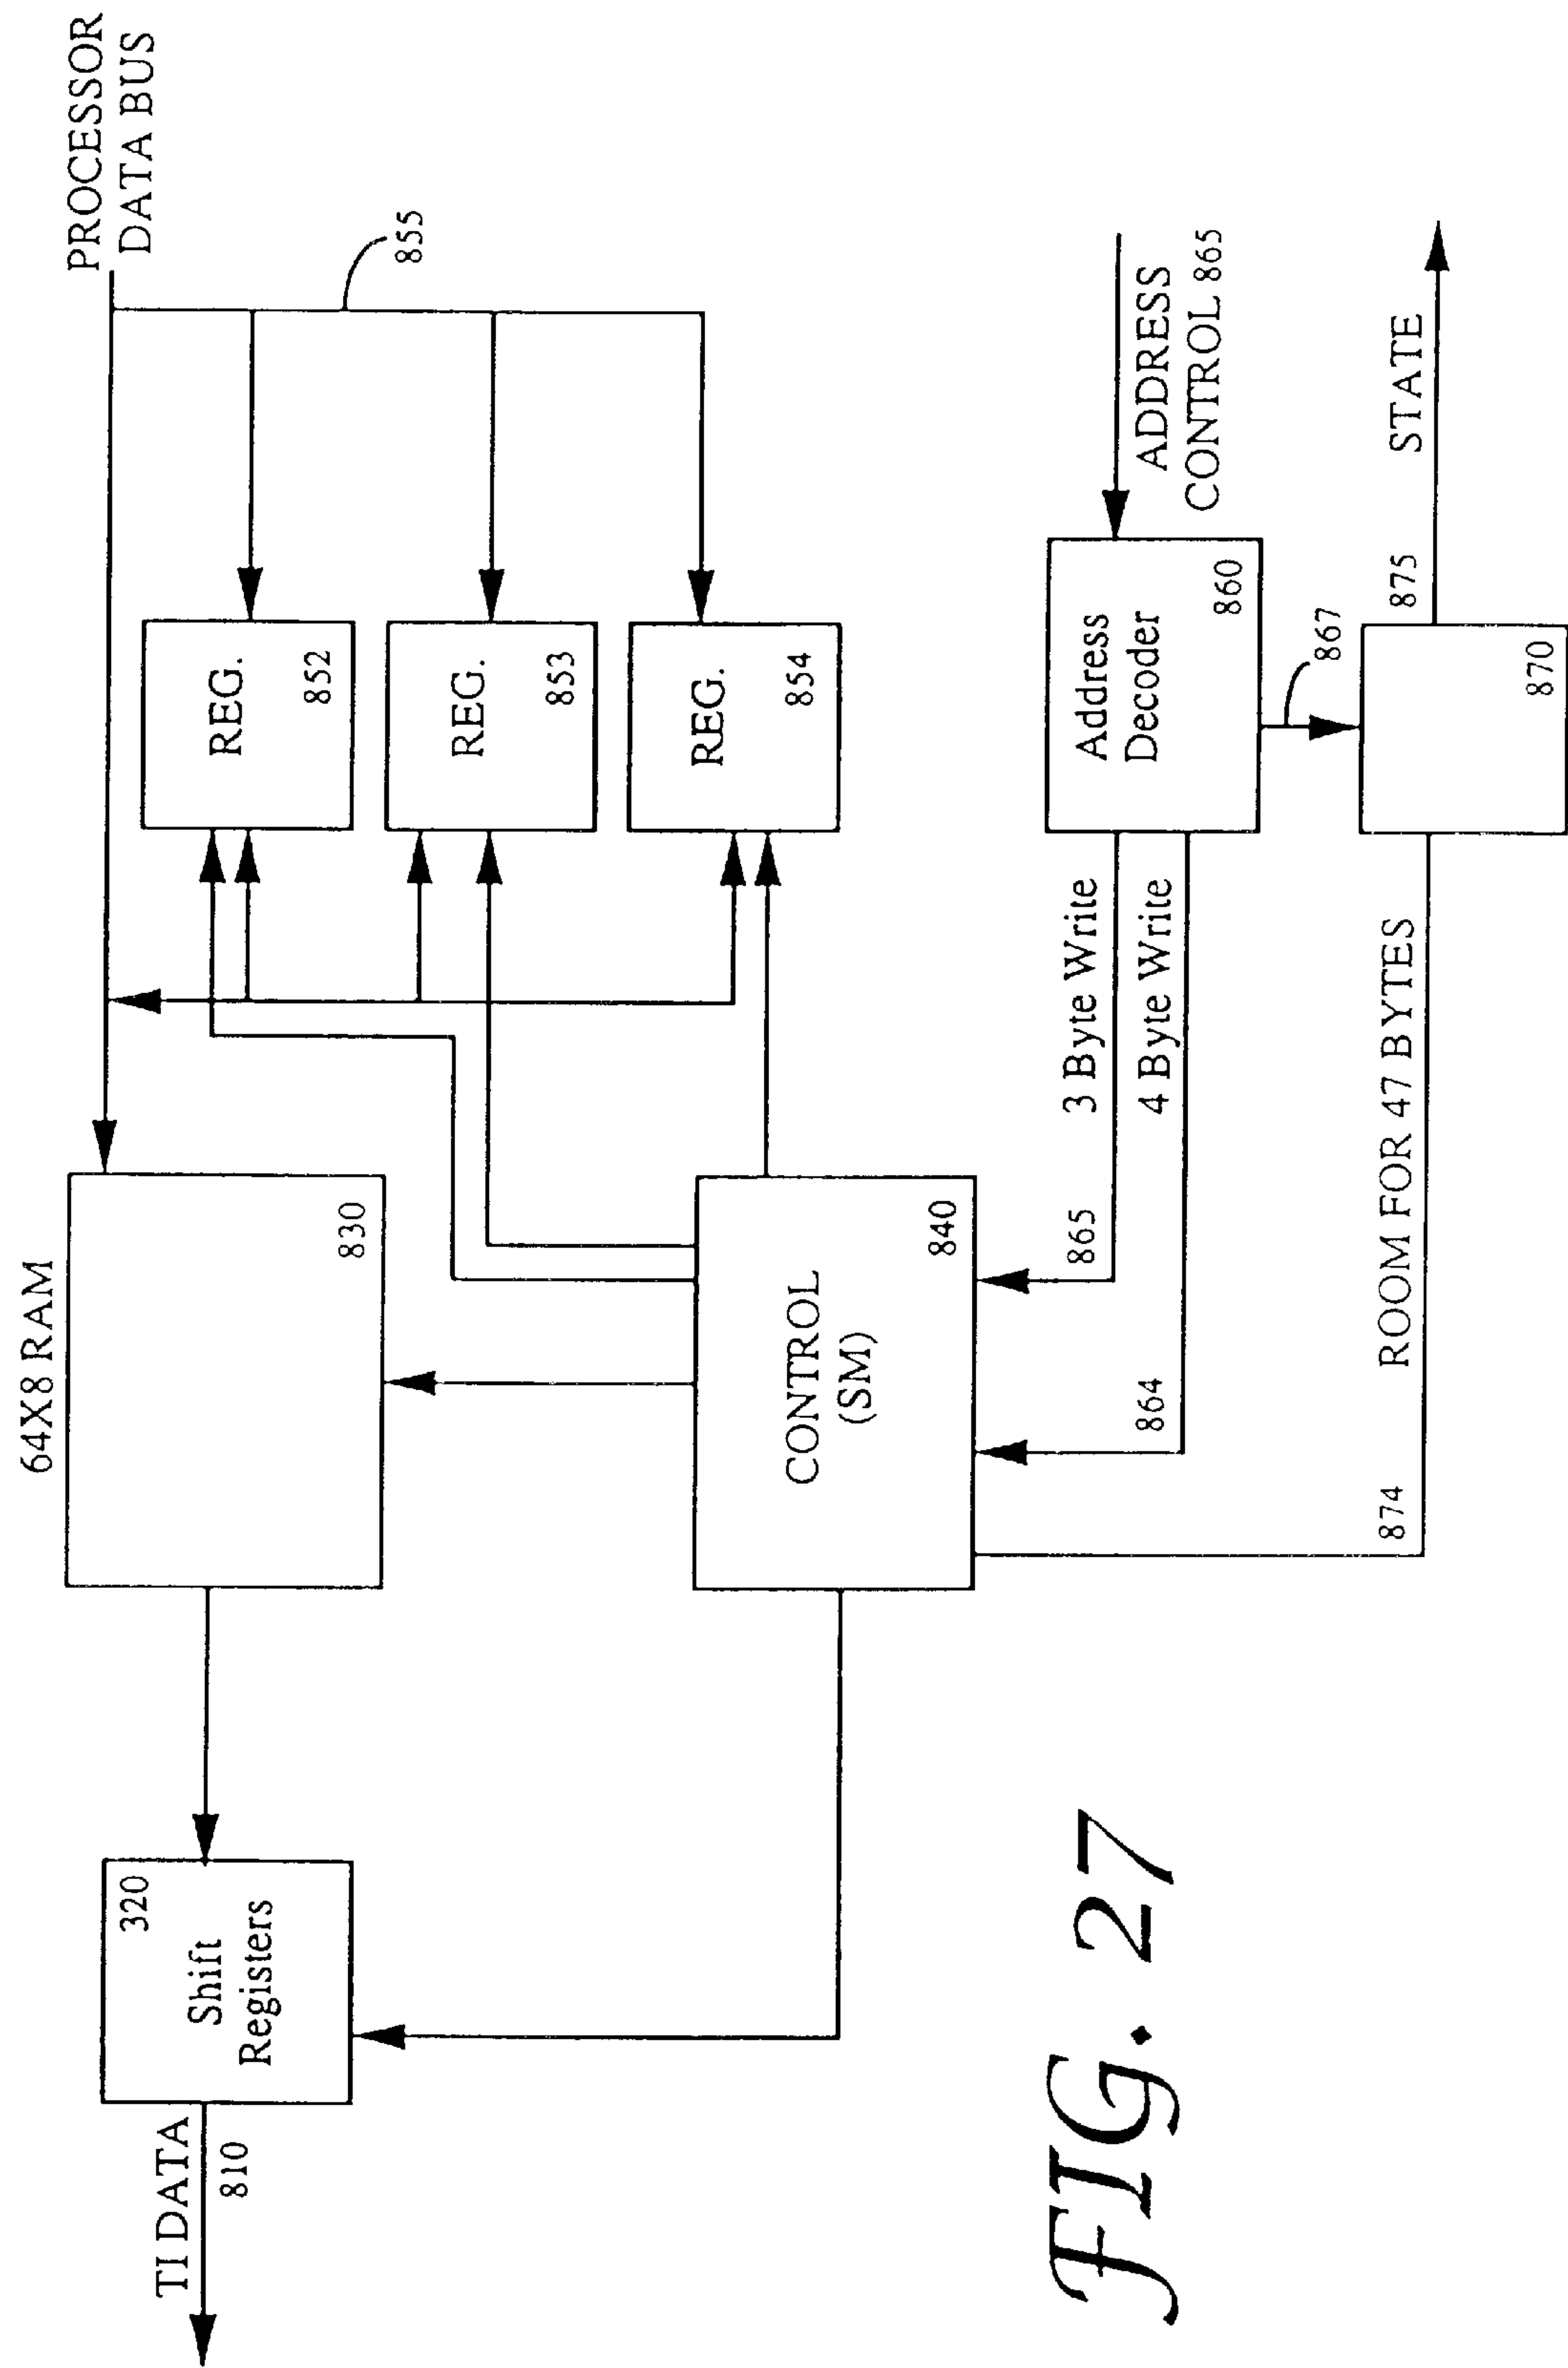 PROCESSOR
DATA BUS
855
64X8 RAM
830
REG.
852
REG.
853
REG.
854
320
Shift
Registers
TI DATA
810
CONTROL
(SM)
840
ADDRESS
CONTROL 865
Address
Decoder
860
867
3 Byte Write
865
4 Byte Write
864
870
875
STATE
ROOM FOR 47 BYTES
874
FIG. 27